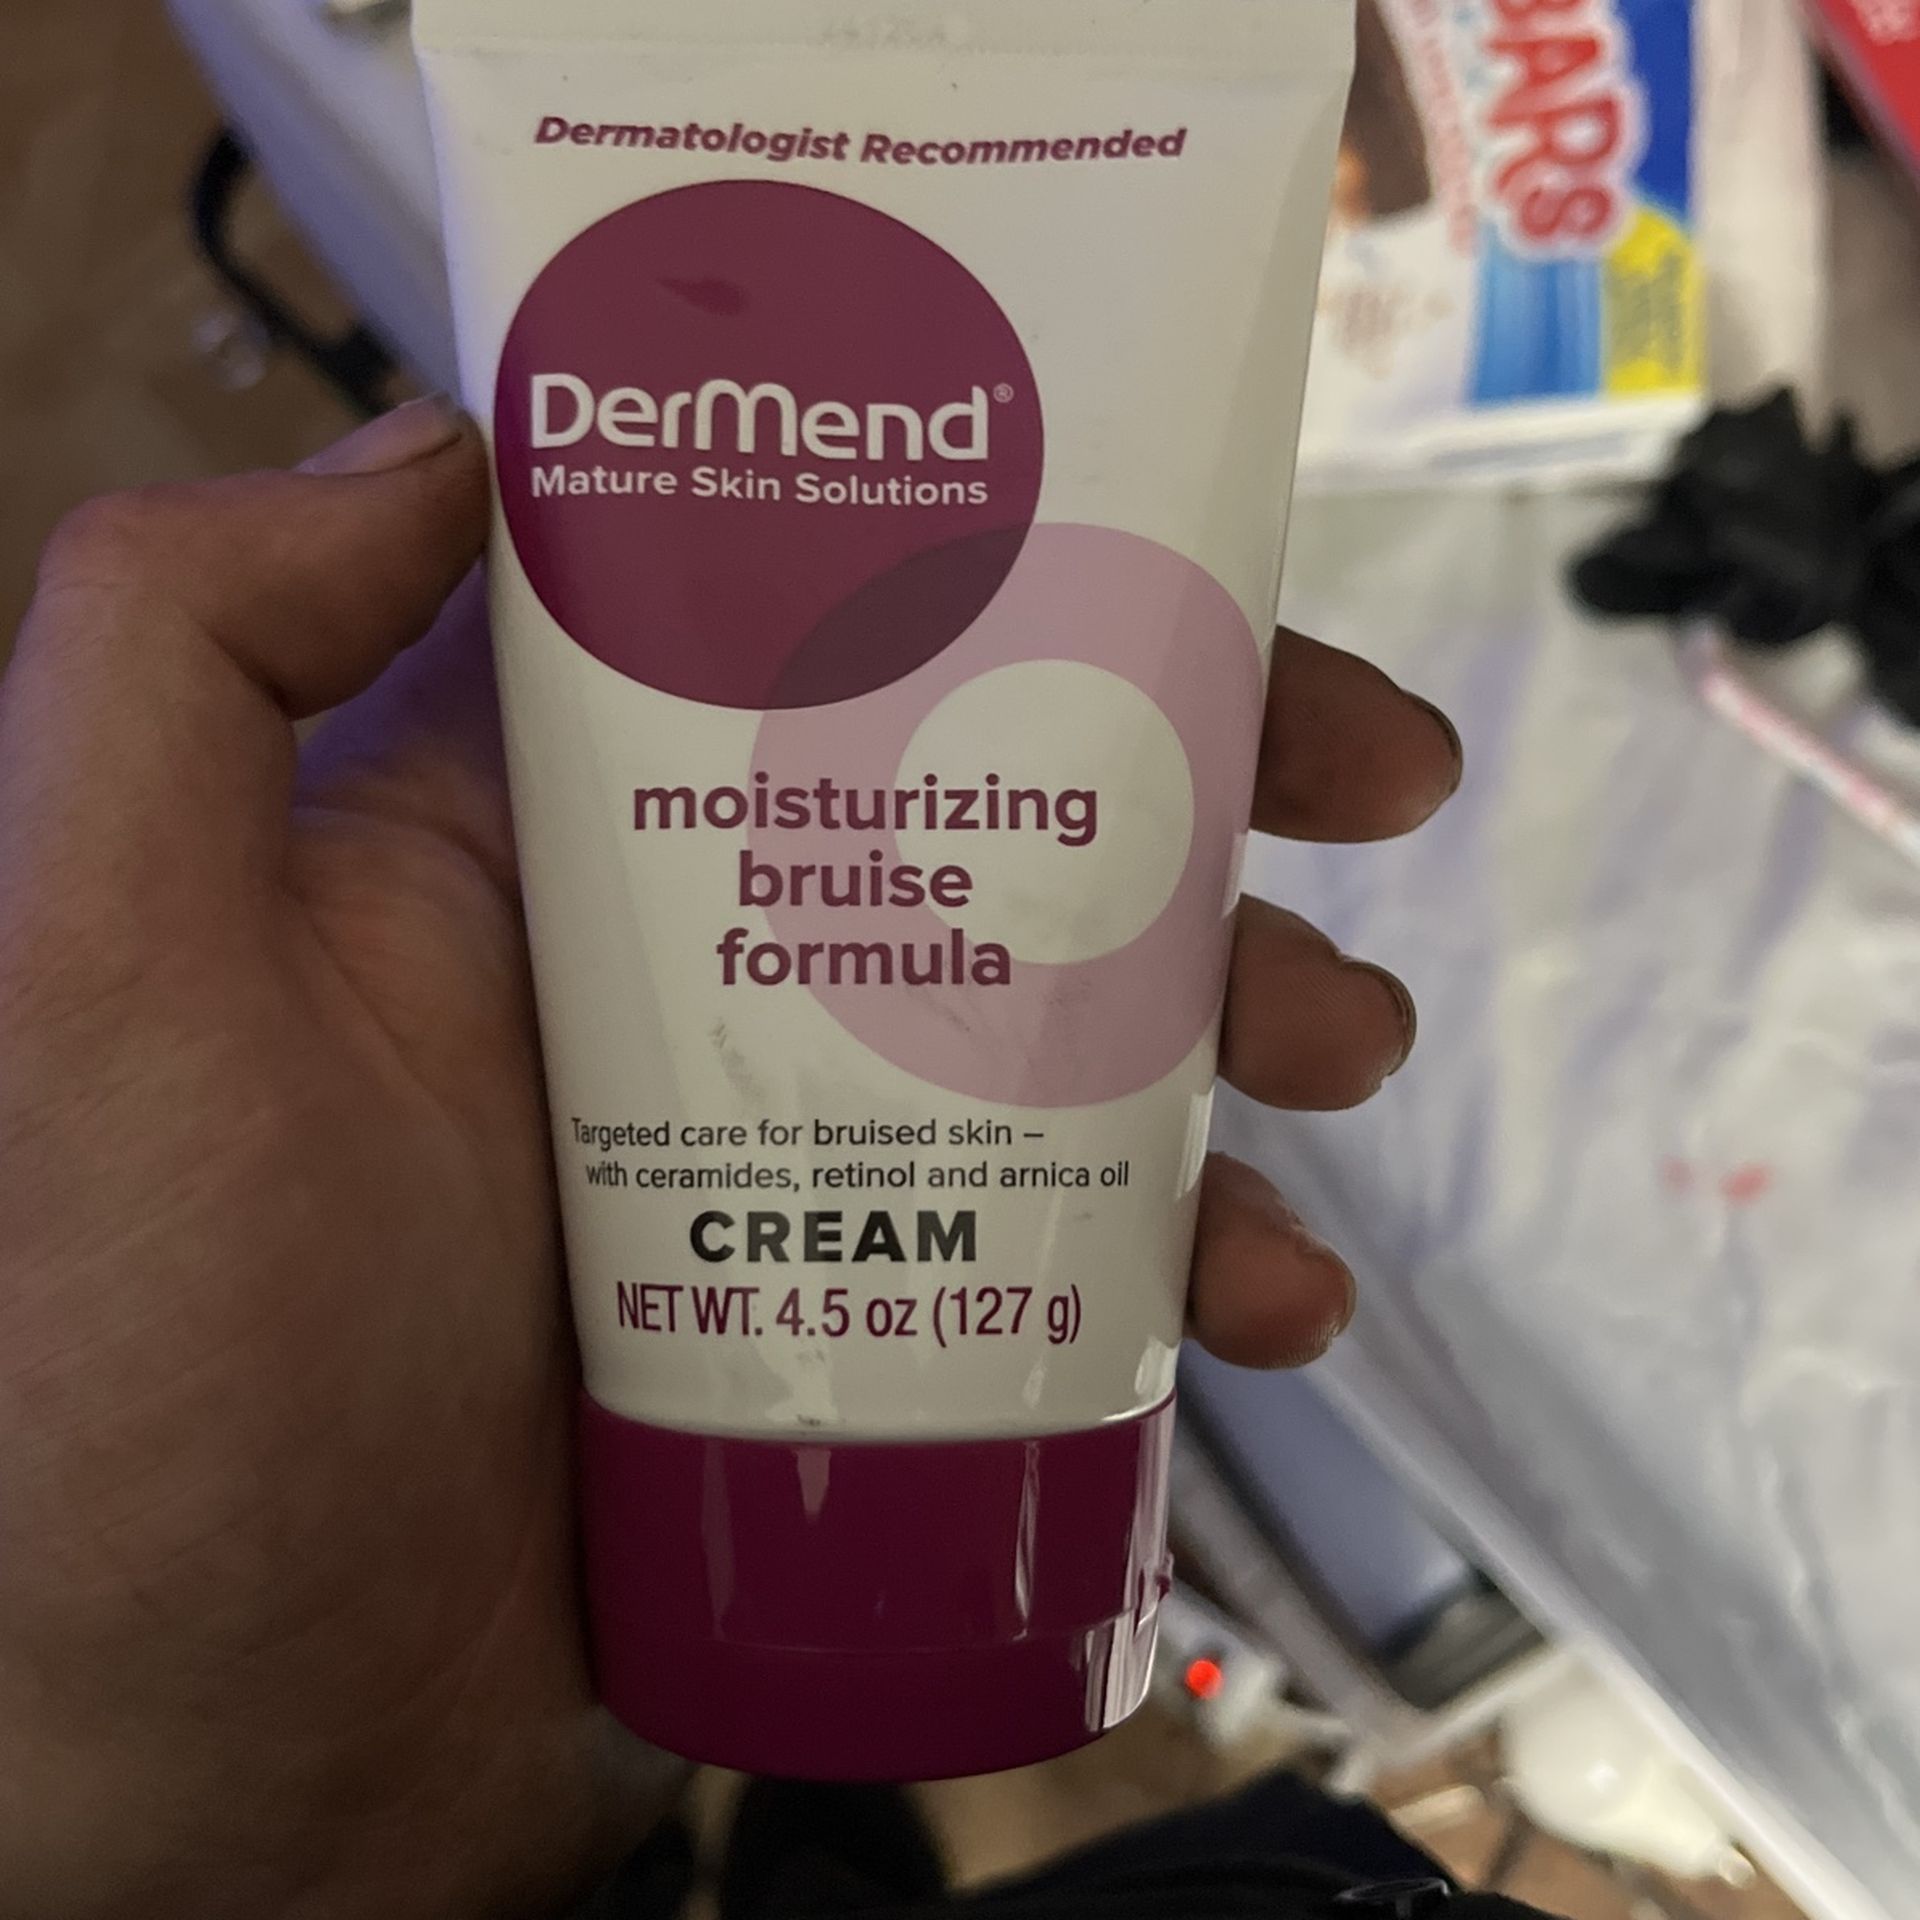 Dermatologist Recommended
DerMend®
Mature Skin Solutions
moisturizing
bruise
formula
Targeted care for bruised skin –
with ceramides, retinol and arnica oil
CREAM
NET WT. 4.5 oz (127 g)
BARS